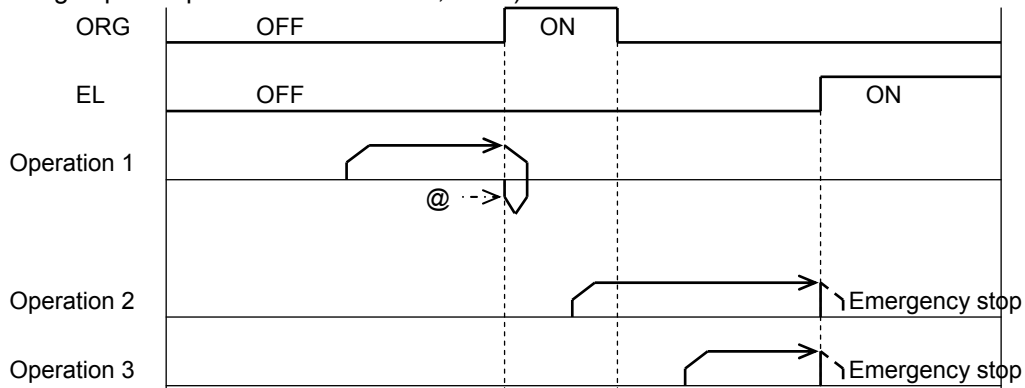 ORG OFF ON
EL OFF ON
Operation 1
@
Operation 2 Emergency stop
Operation 3 Emergency stop